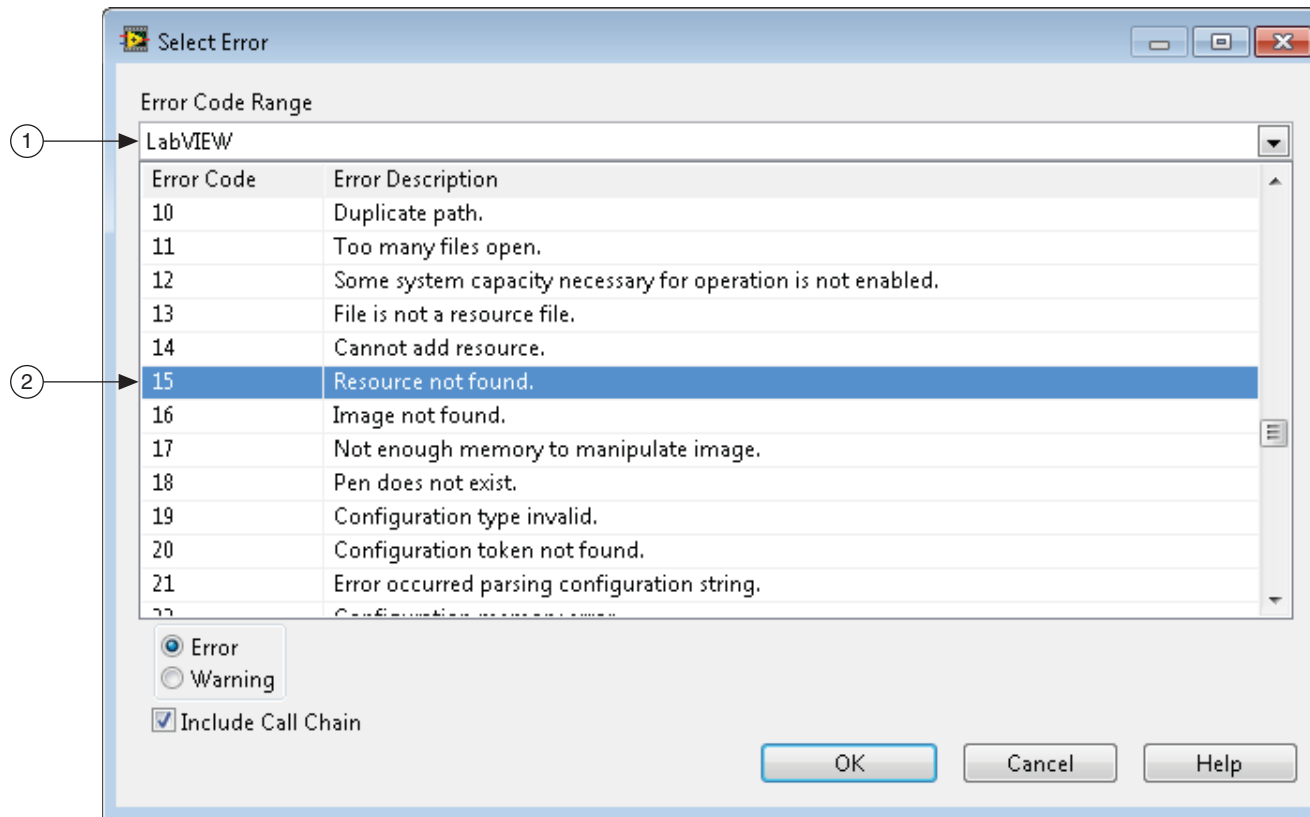 Select Error
Error Code Range
1
LabVIEW
Error Code Error Description
10 Duplicate path.
11 Too many files open.
12 Some system capacity necessary for operation is not enabled.
13 File is not a resource file.
14 Cannot add resource.
2
15 Resource not found.
16 Image not found.
17 Not enough memory to manipulate image.
18 Pen does not exist.
19 Configuration type invalid.
20 Configuration token not found.
21 Error occurred parsing configuration string.
Error
Warning
Include Call Chain
OK Cancel Help